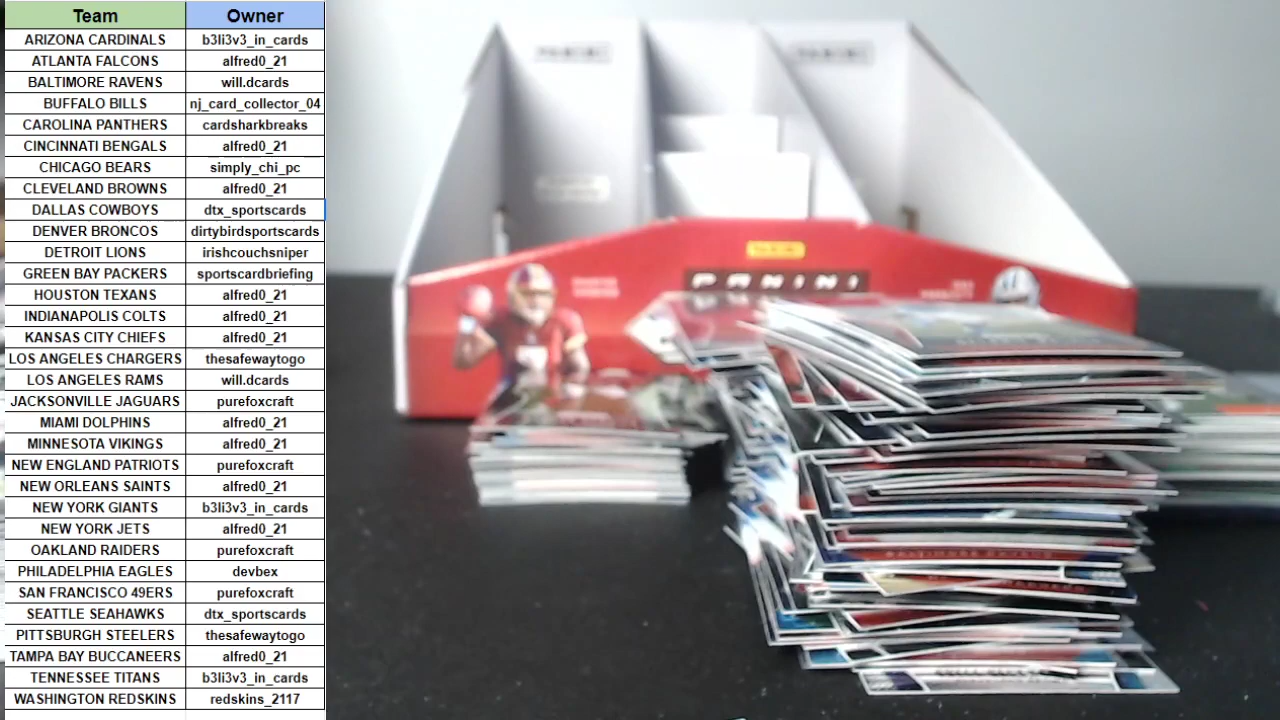 Team Owner
ARIZONA CARDINALS b3li3v3_in_cards
ATLANTA FALCONS alfred0_21
BALTIMORE RAVENS will.dcards
BUFFALO BILLS nj_card_collector_04
CAROLINA PANTHERS cardsharkbreaks
CINCINNATI BENGALS alfred0_21
CHICAGO BEARS simply_chi_pc
CLEVELAND BROWNS alfred0_21
DALLAS COWBOYS dtx_sportscards
DENVER BRONCOS dirtybirdsportscards
DETROIT LIONS irishcouchsniper
GREEN BAY PACKERS sportscardbriefing
HOUSTON TEXANS alfred0_21
INDIANAPOLIS COLTS alfred0_21
KANSAS CITY CHIEFS alfred0_21
LOS ANGELES CHARGERS thesafewaytogo
LOS ANGELES RAMS will.dcards
JACKSONVILLE JAGUARS purefoxcraft
MIAMI DOLPHINS alfred0_21
MINNESOTA VIKINGS alfred0_21
NEW ENGLAND PATRIOTS purefoxcraft
NEW ORLEANS SAINTS alfred0_21
NEW YORK GIANTS b3li3v3_in_cards
NEW YORK JETS alfred0_21
OAKLAND RAIDERS purefoxcraft
PHILADELPHIA EAGLES devbex
SAN FRANCISCO 49ERS purefoxcraft
SEATTLE SEAHAWKS dtx_sportscards
PITTSBURGH STEELERS thesafewaytogo
TAMPA BAY BUCCANEERS alfred0_21
TENNESSEE TITANS b3li3v3_in_cards
WASHINGTON REDSKINS redskins_2117
PANINI PANINI
PANINI
PANINI
BALTIMORE RAVENS